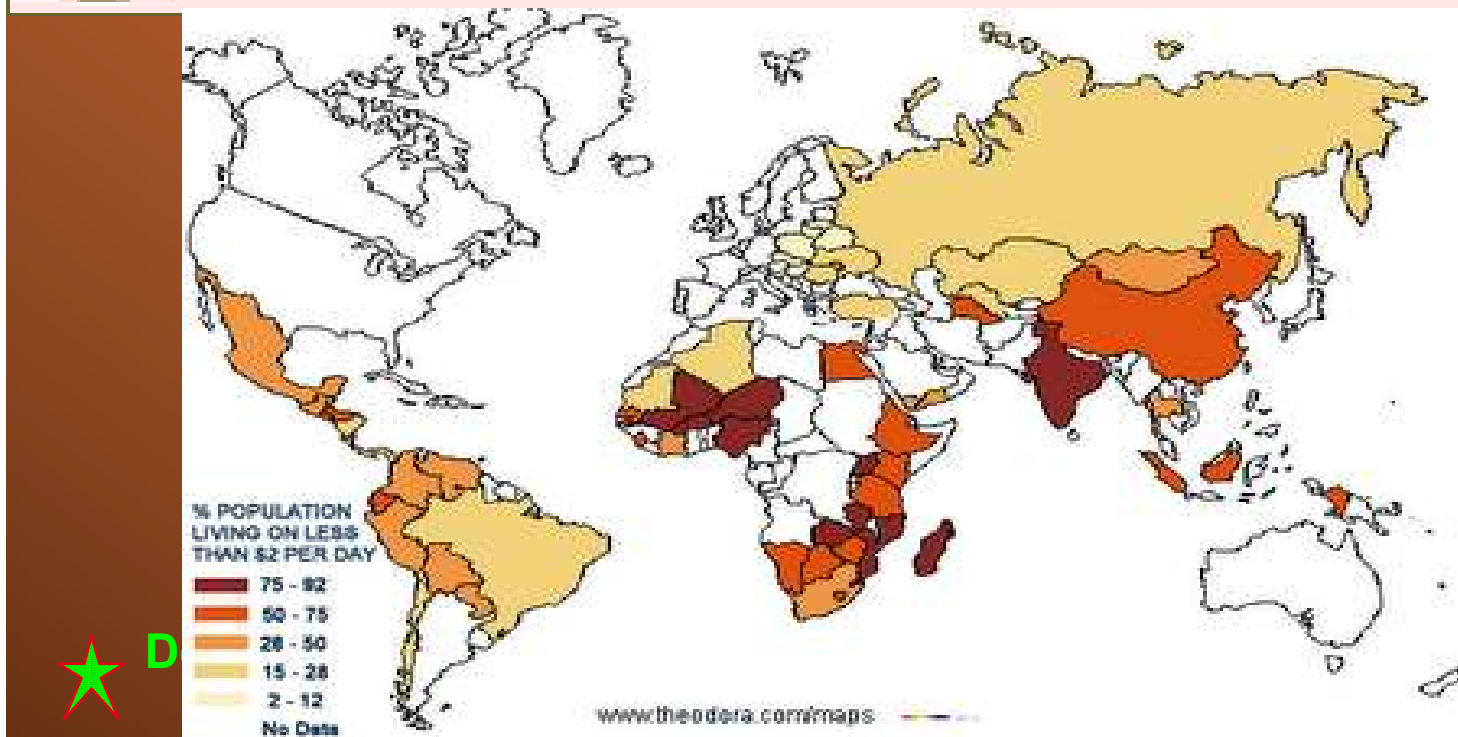 % POPULATION
LIVING ON LESS
THAN $2 PER DAY
75 - 92
50 - 75
28 - 50
15 - 28
2 - 12
No Data
D
www.theodora.com/maps